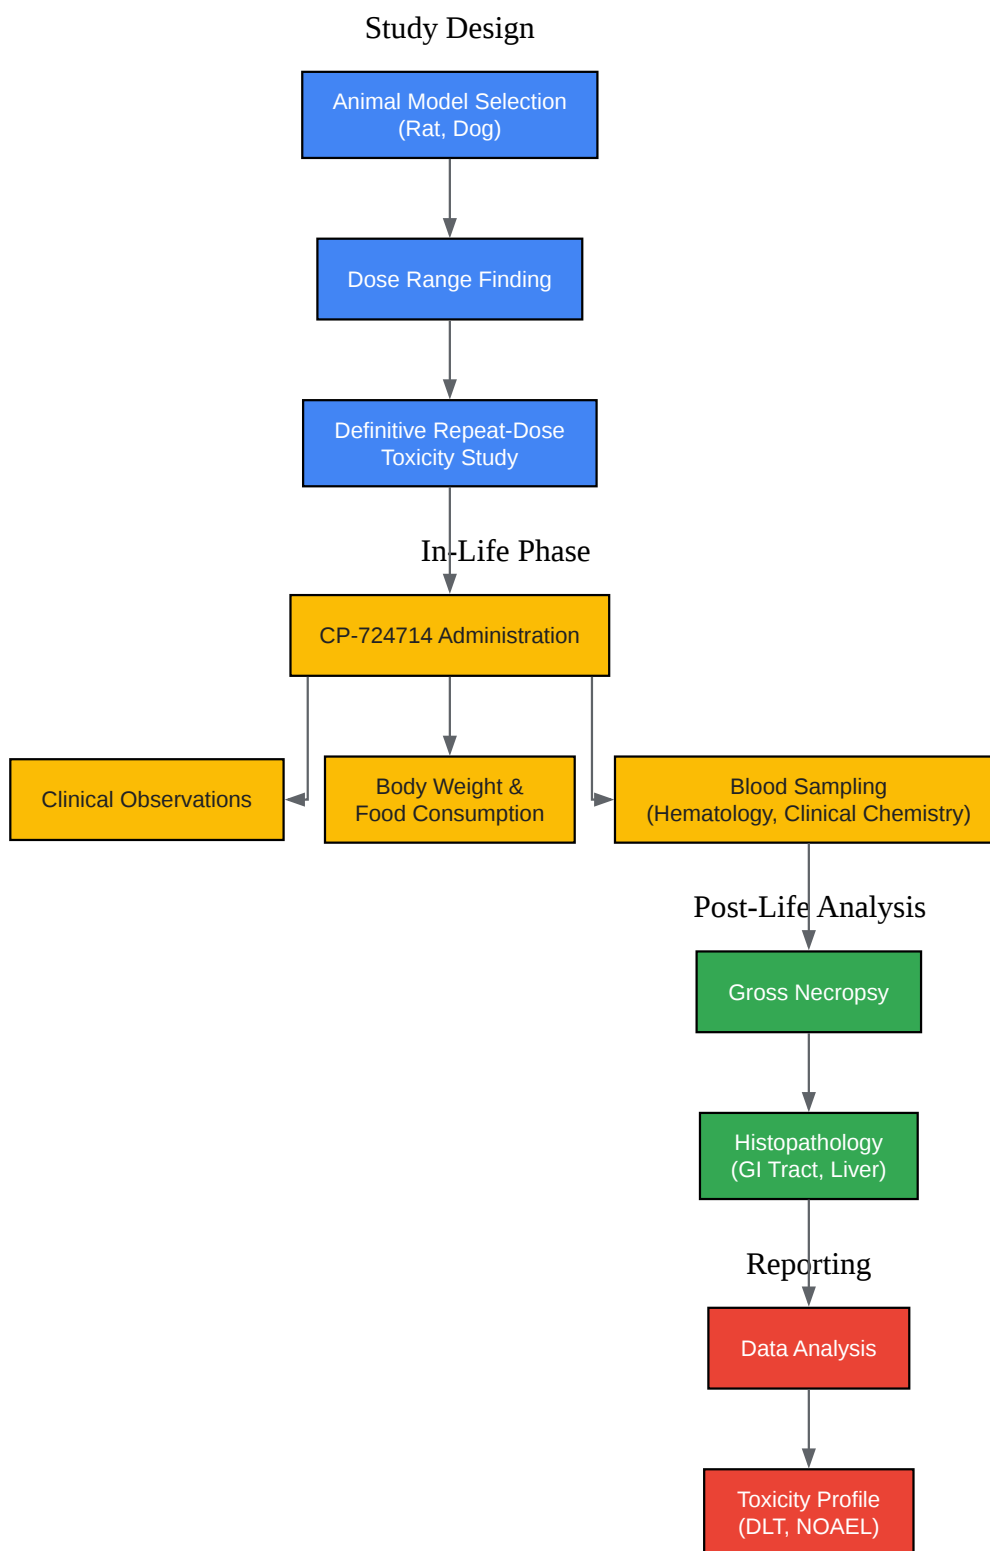 Study Design
Animal Model Selection
(Rat, Dog)
Dose Range Finding
Definitive Repeat-Dose
Toxicity Study
In-Life Phase
CP-724714 Administration
Clinical Observations
Body Weight &
Food Consumption
Blood Sampling
(Hematology, Clinical Chemistry)
Post-Life Analysis
Gross Necropsy
Histopathology
(GI Tract, Liver)
Reporting
Data Analysis
Toxicity Profile
(DLT, NOAEL)